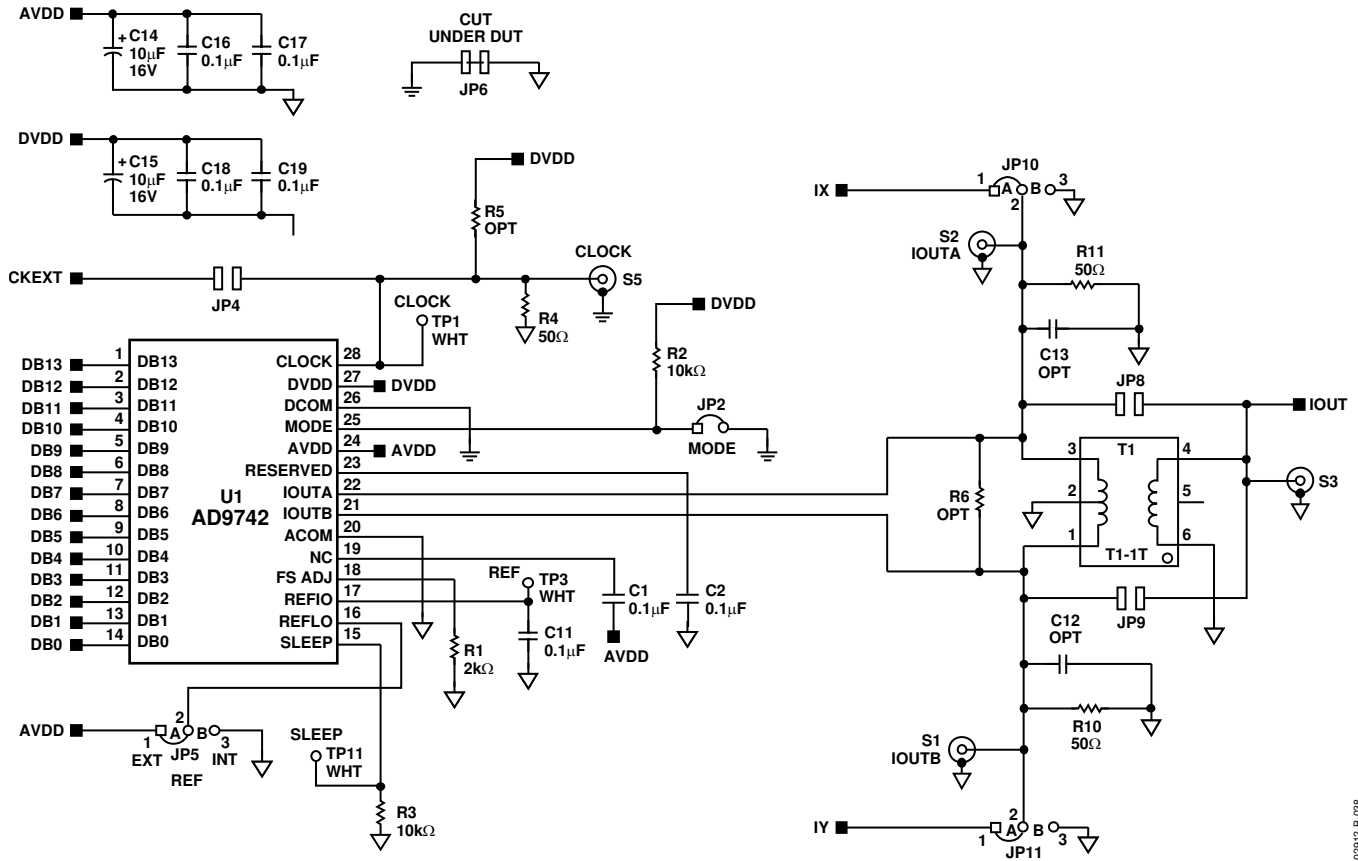 AVDD
+ C14
10µF
16V
C16
0.1µF
C17
0.1µF
CUT
UNDER DUT
JP6
DVDD
+ C15
10µF
16V
C18
0.1µF
C19
0.1µF
DVDD
R5
OPT
CKEXT
JP4
CLOCK
S5
CLOCK
TP1
WHT
R4
50Ω
DVDD
R2
10kΩ
JP2
MODE
DB13 1 DB13
DB12 2 DB12
DB11 3 DB11
DB10 4 DB10
DB9 5 DB9
DB8 6 DB8
DB7 7 DB7
DB6 8 DB6
DB5 9 DB5
DB4 10 DB4
DB3 11 DB3
DB2 12 DB2
DB1 13 DB1
DB0 14 DB0
U1
AD9742
CLOCK 28
DVDD 27 DVDD
DCOM 26
MODE 25
AVDD 24 AVDD
RESERVED 23
IOUTA 22
IOUTB 21
ACOM 20
NC 19
FS ADJ 18
REFIO 17
REFLO 16
SLEEP 15
REF
TP3
WHT
C1
0.1µF
AVDD
C2
0.1µF
C11
0.1µF
R1
2kΩ
AVDD
1 2 3
A B
EXT JP5 INT
REF
SLEEP
TP11
WHT
R3
10kΩ
IX
JP10
1 A B 3
2
S2
IOUTA
R11
50Ω
C13
OPT
JP8
IOUT
R6
OPT
3 T1 4
2 5
1 6
T1-1T
S3
JP9
C12
OPT
R10
50Ω
S1
IOUTB
IY
2
1 A B 3
JP11
02912-B-038